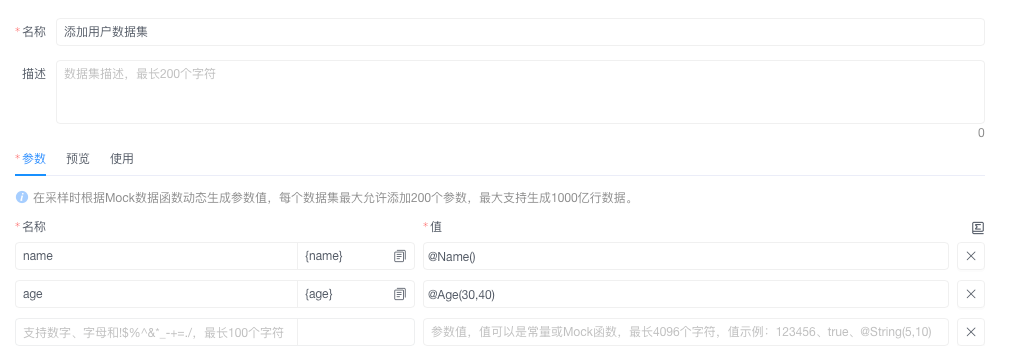 *名称 添加用户数据集
描述 数据集描述，最长200个字符
0
*参数 预览 使用
i 在采样时根据Mock数据函数动态生成参数值，每个数据集最大允许添加200个参数，最大支持生成1000亿行数据。
*名称 *值
name {name} @Name()
age {age} @Age(30,40)
支持数字、字母和!$%^&*_-+=./，最长100个字符 参数值，值可以是常量或Mock函数，最长4096个字符，值示例：123456、true、@String(5,10)